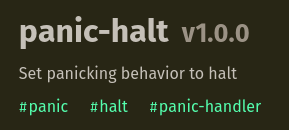 panic-halt v1.0.0
Set panicking behavior to halt
#panic #halt #panic-handler